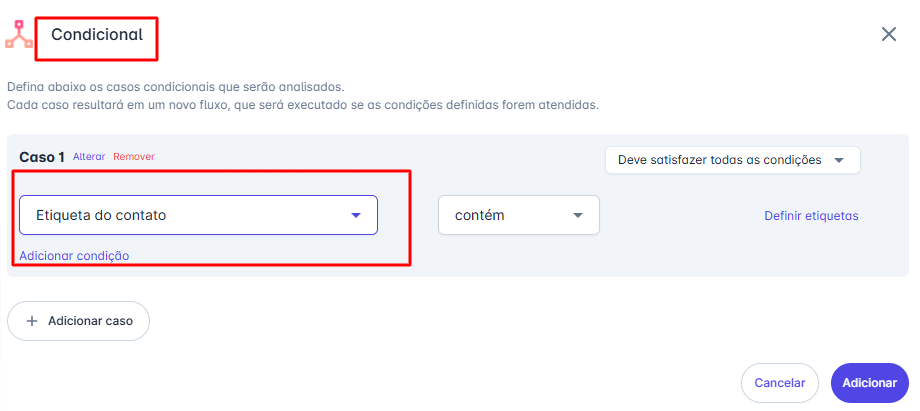 Condicional
Defina abaixo os casos condicionais que serão analisados.
Cada caso resultará em um novo fluxo, que será executado se as condições definidas forem atendidas.
Caso 1 Alterar Remover
Deve satisfazer todas as condições
Etiqueta do contato
contém
Definir etiquetas
Adicionar condição
+ Adicionar caso
Cancelar
Adicionar